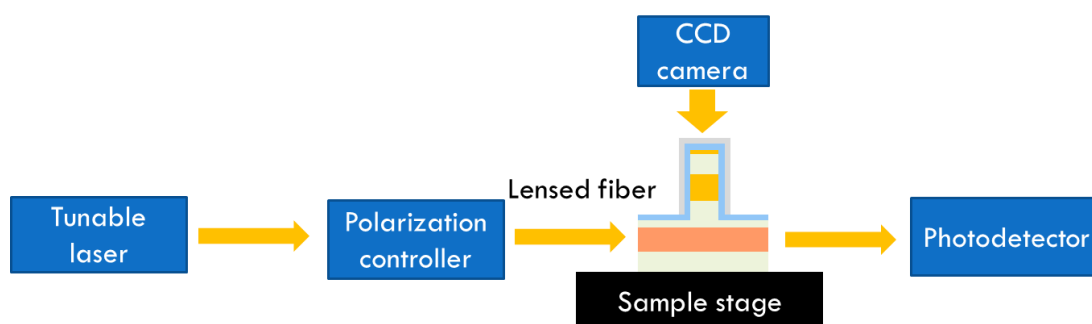 CCD
camera
Lensed fiber
Tunable
laser
Polarization
controller
Photodetector
Sample stage